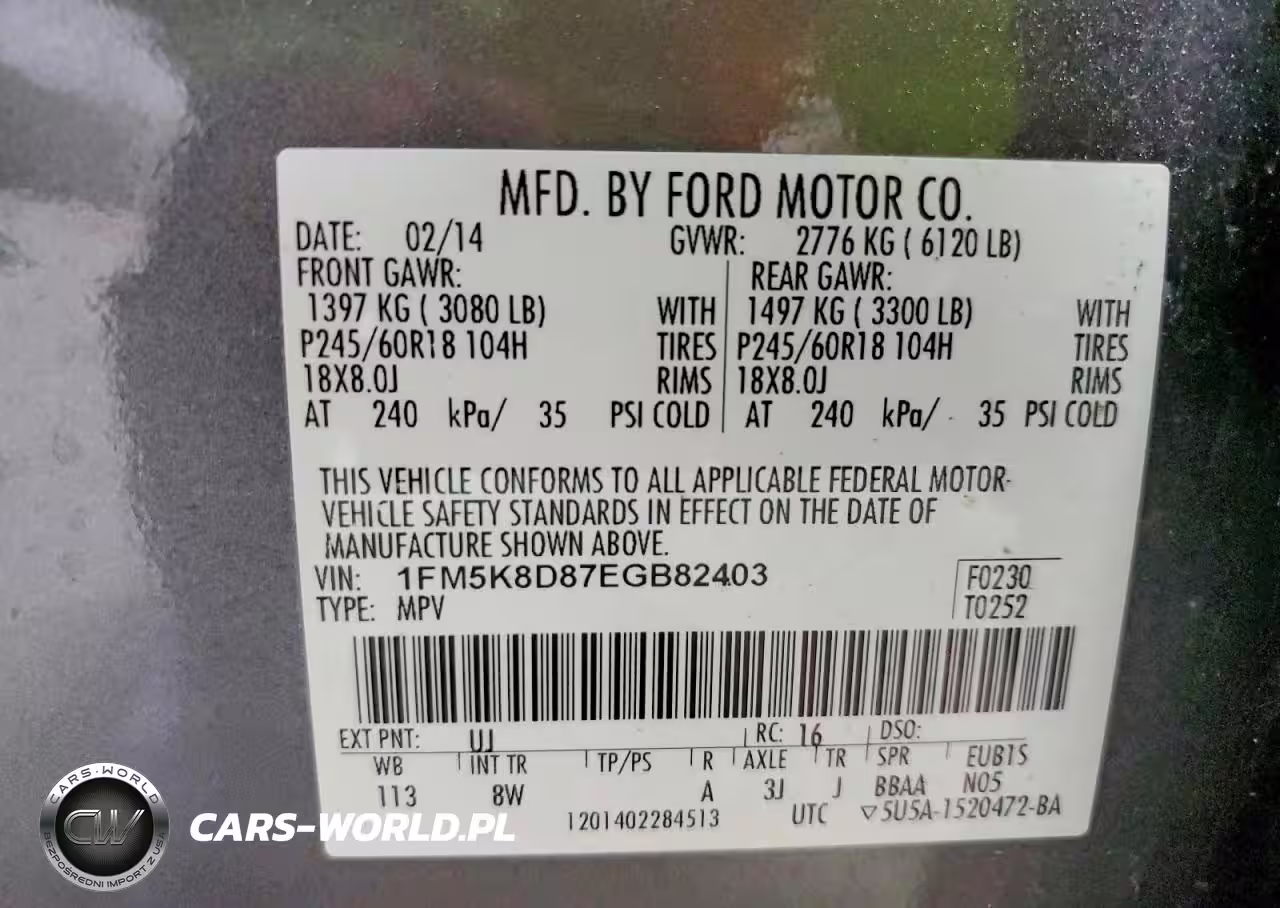 MFD. BY FORD MOTOR CO.
DATE: 02/14 GVWR: 2776 KG ( 6120 LB)
FRONT GAWR: REAR GAWR:
1397 KG ( 3080 LB) WITH 1497 KG ( 3300 LB) WITH
P245/60R18 104H TIRES P245/60R18 104H TIRES
18X8.0J RIMS 18X8.0J RIMS
AT 240 kPa/ 35 PSI COLD AT 240 kPa/ 35 PSI COLD
THIS VEHICLE CONFORMS TO ALL APPLICABLE FEDERAL MOTOR
VEHICLE SAFETY STANDARDS IN EFFECT ON THE DATE OF
MANUFACTURE SHOWN ABOVE.
VIN: 1FM5K8D87EGB82403 F0230
TYPE: MPV T0252
EXT PNT: UJ RC: 16 DSO:
WB INT TR TP/PS R AXLE TR SPR EUBTS
113 8W A 3J J BBAA N05
1201402284513 UTC ▽5U5A-1520472-BA
CARS-WORLD
CW
BEZPOŚREDNI IMPORT Z USA
CARS-WORLD.PL